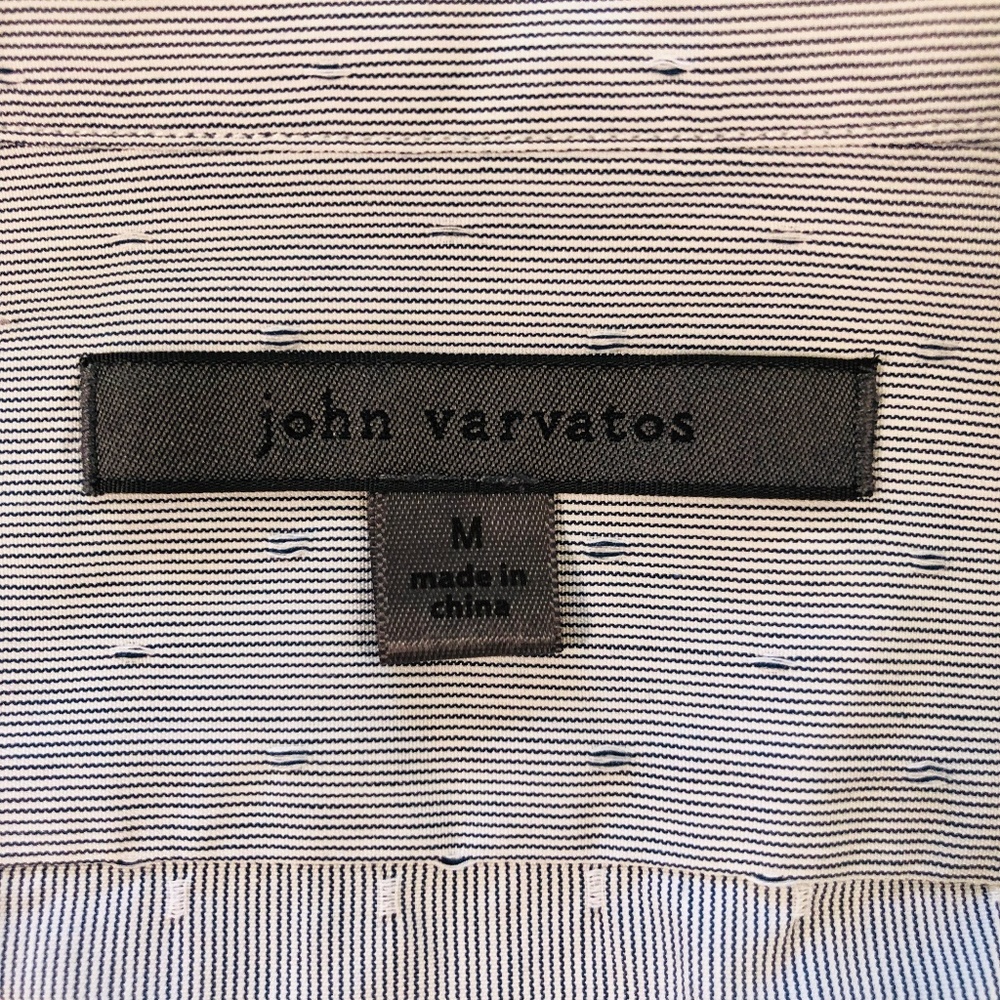 john varvatos
M
made in
china